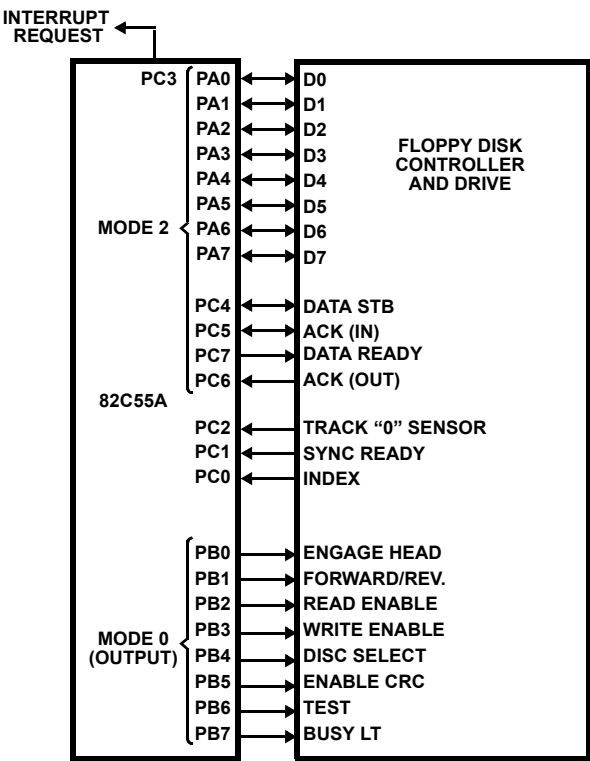 INTERRUPT
REQUEST
PC3 PA0 D0
PA1 D1
PA2 D2
PA3 D3
PA4 D4
PA5 D5
MODE 2 PA6 D6
PA7 D7
FLOPPY DISK
CONTROLLER
AND DRIVE
PC4 DATA STB
PC5 ACK (IN)
PC7 DATA READY
PC6 ACK (OUT)
82C55A
PC2 TRACK “0” SENSOR
PC1 SYNC READY
PC0 INDEX
PB0 ENGAGE HEAD
PB1 FORWARD/REV.
PB2 READ ENABLE
PB3 WRITE ENABLE
MODE 0
(OUTPUT)
PB4 DISC SELECT
PB5 ENABLE CRC
PB6 TEST
PB7 BUSY LT